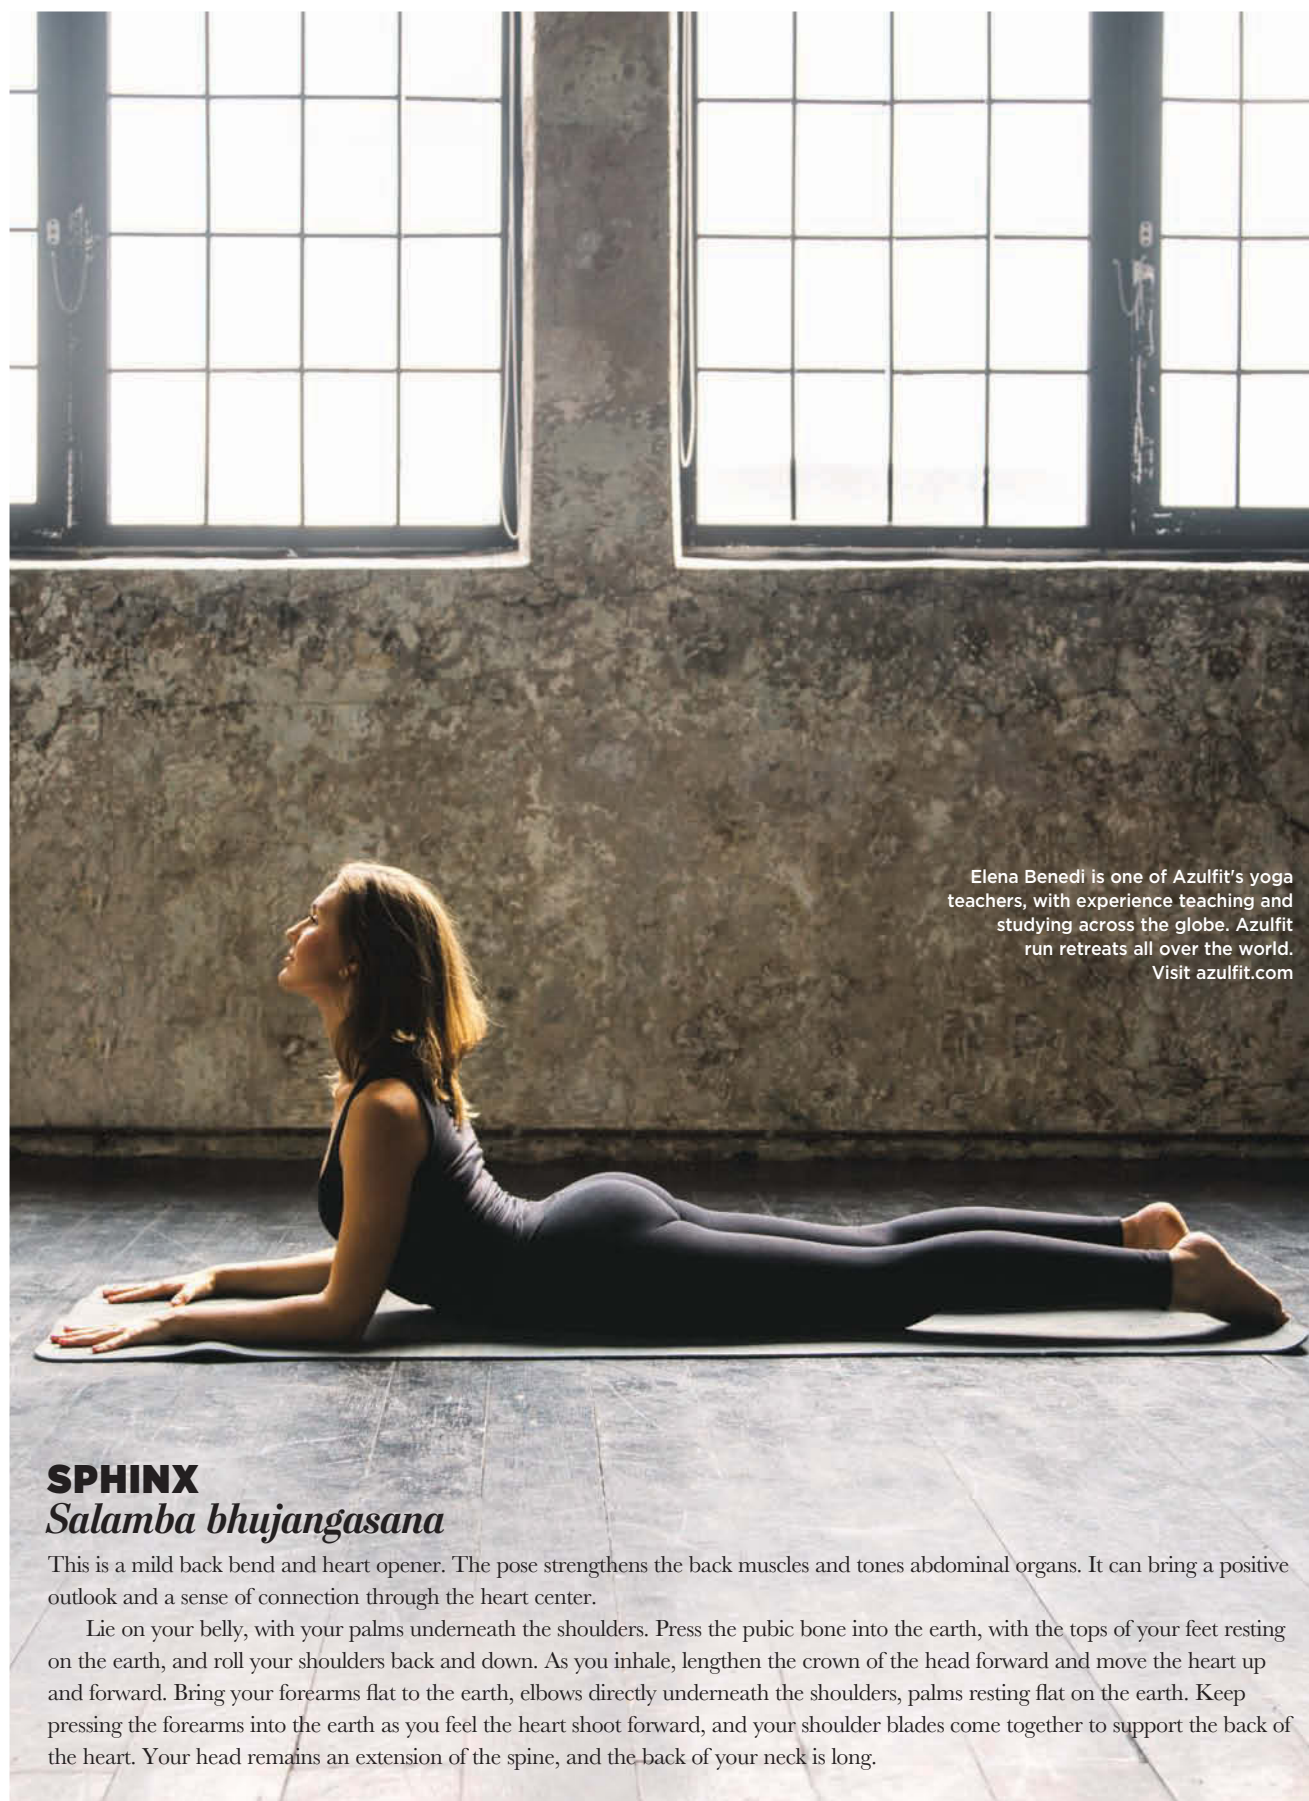 Elena Benedi is one of Azulfit's yoga
teachers, with experience teaching and
studying across the globe. Azulfit
run retreats all over the world.
Visit azulfit.com
SPHINX
Salamba bhujangasana
This is a mild back bend and heart opener. The pose strengthens the back muscles and tones abdominal organs. It can bring a positive
outlook and a sense of connection through the heart center.
Lie on your belly, with your palms underneath the shoulders. Press the pubic bone into the earth, with the tops of your feet resting
on the earth, and roll your shoulders back and down. As you inhale, lengthen the crown of the head forward and move the heart up
and forward. Bring your forearms flat to the earth, elbows directly underneath the shoulders, palms resting flat on the earth. Keep
pressing the forearms into the earth as you feel the heart shoot forward, and your shoulder blades come together to support the back of
the heart. Your head remains an extension of the spine, and the back of your neck is long.